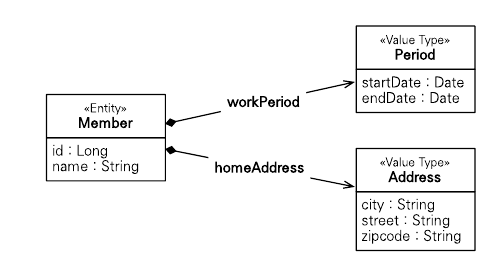 «Entity»
Member
id : Long
name : String
workPeriod
homeAddress
«Value Type»
Period
startDate : Date
endDate : Date
«Value Type»
Address
city : String
street : String
zipcode : String